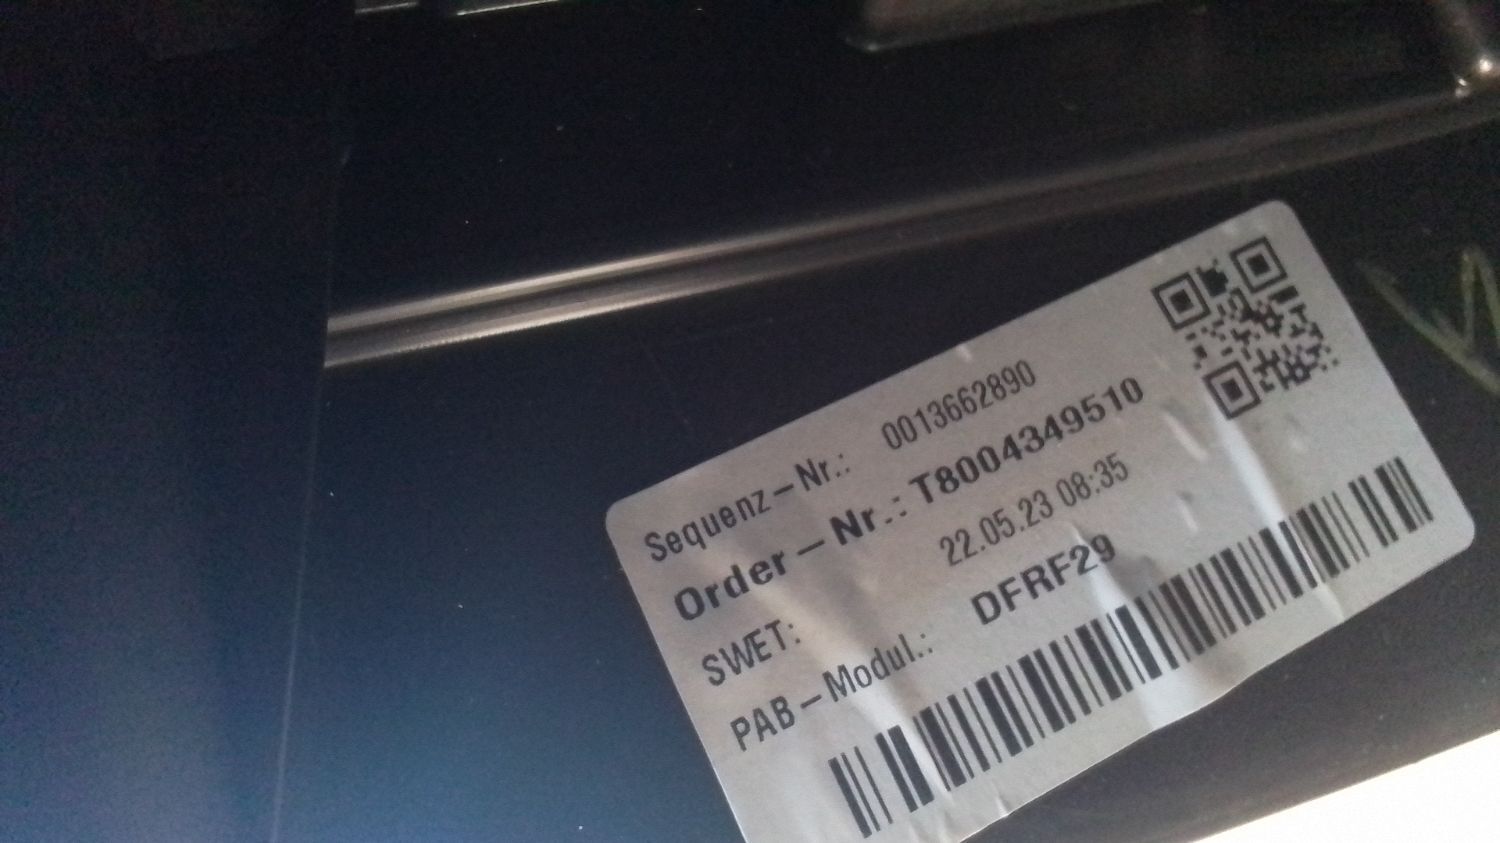 Sequenz-Nr.: 0013662890
Order-Nr.: T8004349510
SWET: 22.05.23 08:35
PAB-Modul.: DFRF29